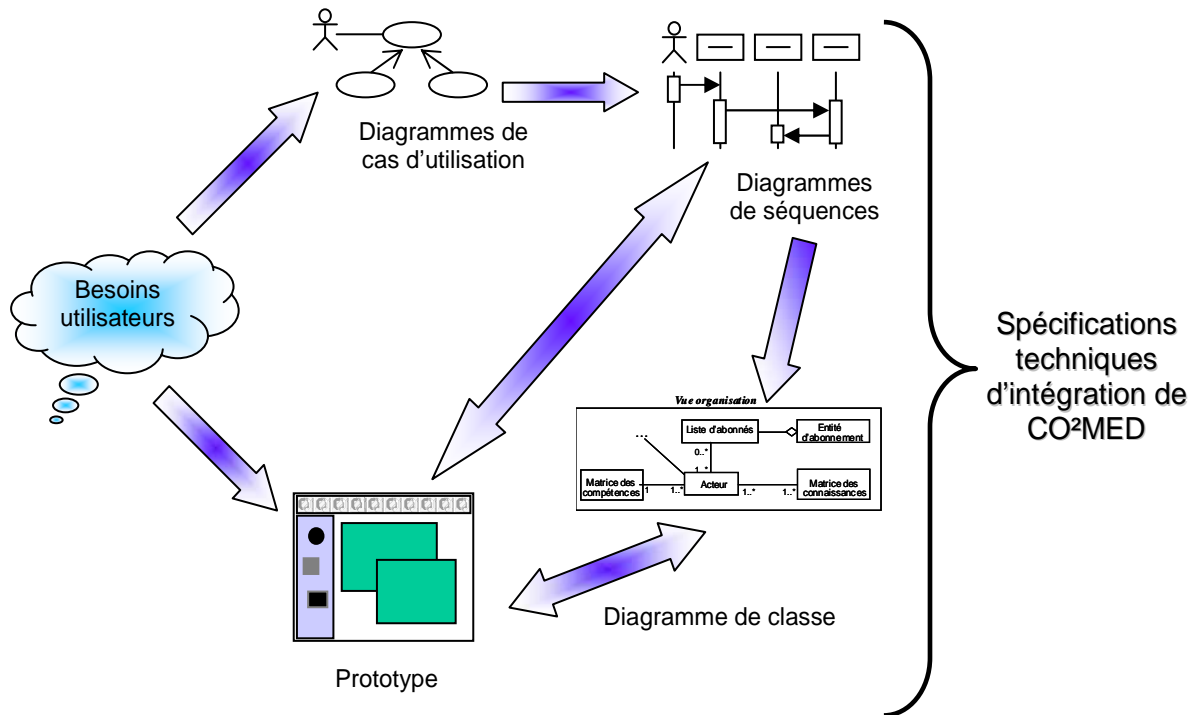 Diagrammes de
cas d'utilisation
Diagrammes
de séquences
Besoins
utilisateurs
Spécifications
techniques
d'intégration de
CO²MED
Vue organisation
...
Liste d'abonnés
Entité
d'abonnement
0..*
1..*
Matrice des
compétences
1
1..*
Acteur
1..*
1..*
Matrice des
connaissances
Diagramme de classe
Prototype